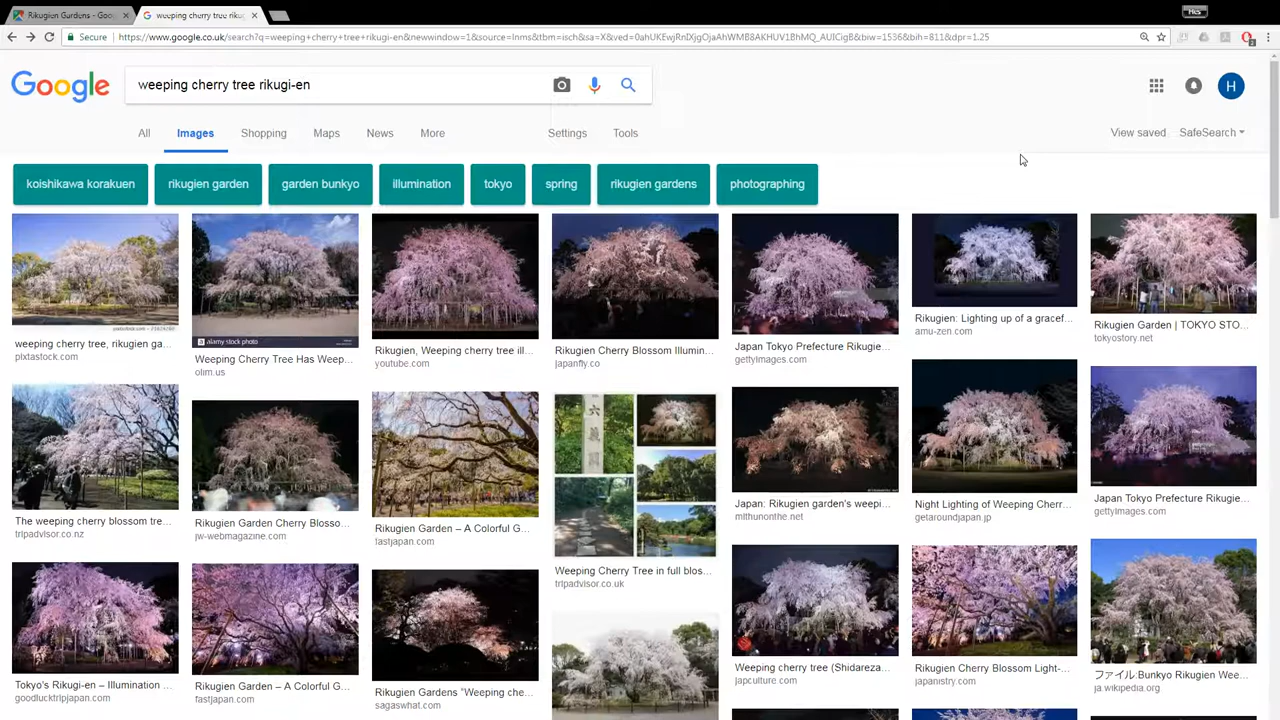 Rikugien Gardens - Goo
weeping cherry tree rikug
Hes
Secure
https://www.google.co.uk/search?q=weeping+cherry+tree+rikugi-en&newwindow=1&source=lnms&tbm=isch&sa=X&ved=0ahUKEwjRnIXjgOjaAhWMB8AKHUV1BhMQ_AUICigB&biw=1536&bih=811&dpr=1.25
Google
weeping cherry tree rikugi-en
H
All Images Shopping Maps News More Settings Tools
View saved SafeSearch
koishikawa korakuen rikugien garden garden bunkyo illumination tokyo spring rikugien gardens photographing
weeping cherry tree, rikugien ga...
pixtastock.com
alamy stock photo
Weeping Cherry Tree Has Weep...
olim.us
Rikugien, Weeping cherry tree ill...
youtube.com
Rikugien Cherry Blossom Illumin...
japanfly.co
Japan Tokyo Prefecture Rikugie...
gettyimages.com
Rikugien: Lighting up of a gracef...
amu-zen.com
Rikugien Garden | TOKYO STO...
tokyostory.net
The weeping cherry blossom tre...
tripadvisor.co.nz
Rikugien Garden Cherry Blosso...
jw-webmagazine.com
Rikugien Garden – A Colorful G...
fastjapan.com
六義園
Weeping Cherry Tree in full blos...
tripadvisor.co.uk
Japan: Rikugien garden's weepi...
mithunonthe.net
Night Lighting of Weeping Cherr...
getaroundjapan.jp
Japan Tokyo Prefecture Rikugie...
gettyimages.com
Tokyo's Rikugi-en – Illumination ...
goodlucktripjapan.com
Rikugien Garden – A Colorful G...
fastjapan.com
Rikugien Gardens "Weeping che...
sagaswhat.com
Weeping cherry tree (Shidareza...
japculture.com
Rikugien Cherry Blossom Light-...
japanistry.com
ファイル:Bunkyo Rikugien Wee...
ja.wikipedia.org